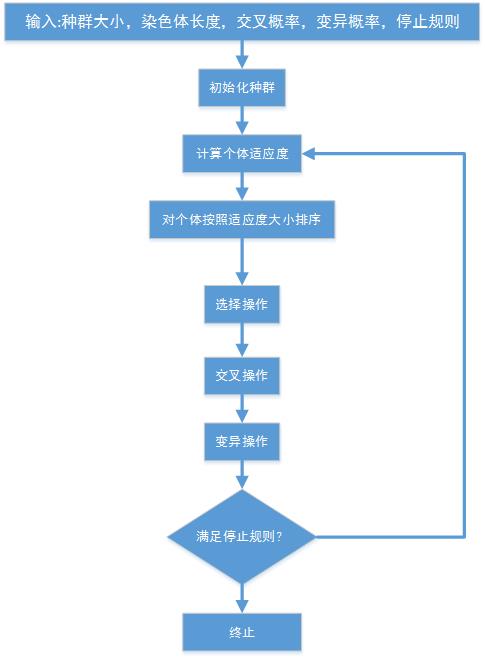 输入:种群大小，染色体长度，交叉概率，变异概率，停止规则
初始化种群
计算个体适应度
对个体按照适应度大小排序
选择操作
交叉操作
变异操作
满足停止规则?
终止